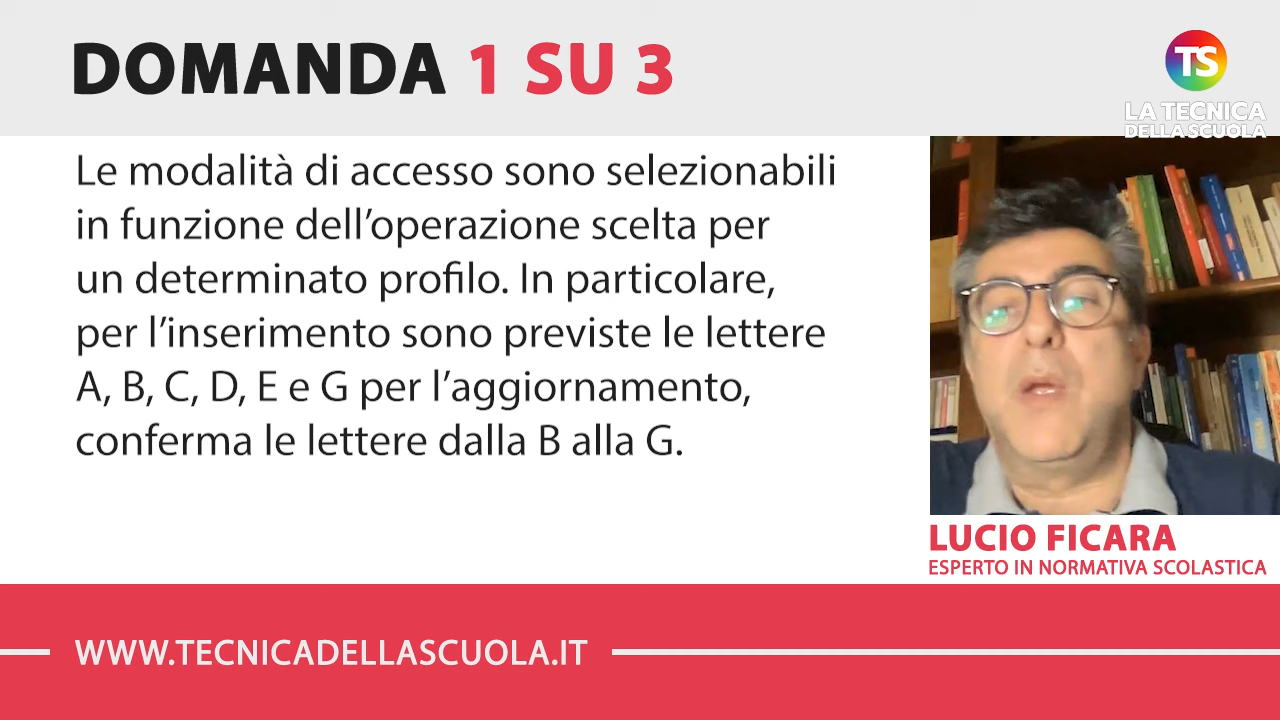 DOMANDA 1 SU 3
TS
LA TECNICA
DELLA SCUOLA
Le modalità di accesso sono selezionabili
in funzione dell’operazione scelta per
un determinato profilo. In particolare,
per l’inserimento sono previste le lettere
A, B, C, D, E e G per l’aggiornamento,
conferma le lettere dalla B alla G.
LUCIO FICARA
ESPERTO IN NORMATIVA SCOLASTICA
WWW.TECNICADELLASCUOLA.IT